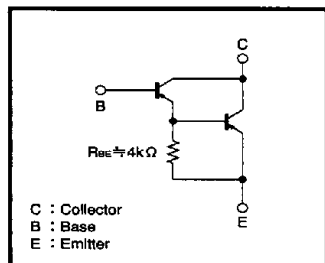 C
B
RBE≒4kΩ
E
C : Collector
B : Base
E : Emitter